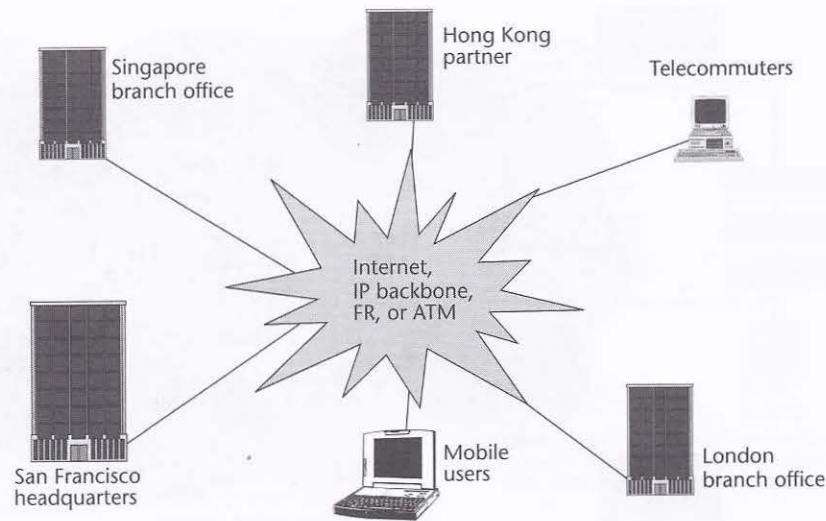 Hong Kong
partner
Singapore
branch office
Telecommuters
Internet,
IP backbone,
FR, or ATM
San Francisco
headquarters
Mobile
users
London
branch office